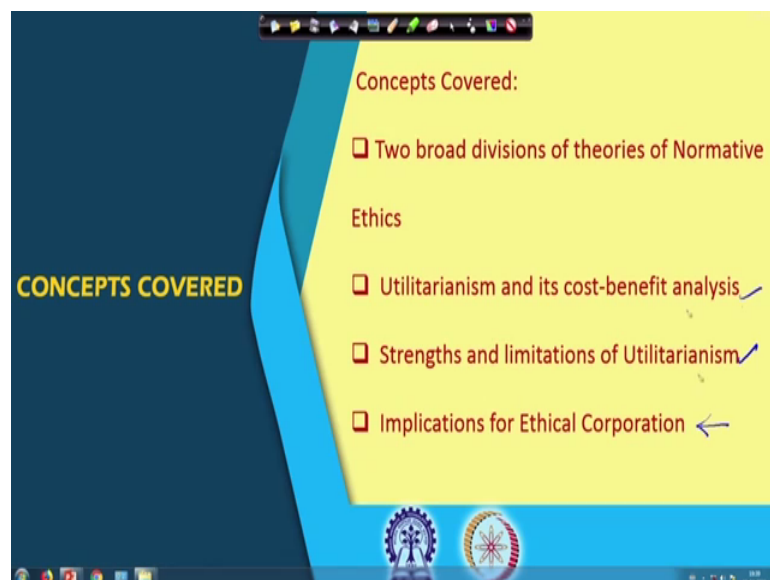 Concepts Covered:
❑ Two broad divisions of theories of Normative
Ethics
CONCEPTS COVERED
❑ Utilitarianism and its cost-benefit analysis
❑ Strengths and limitations of Utilitarianism
❑ Implications for Ethical Corporation